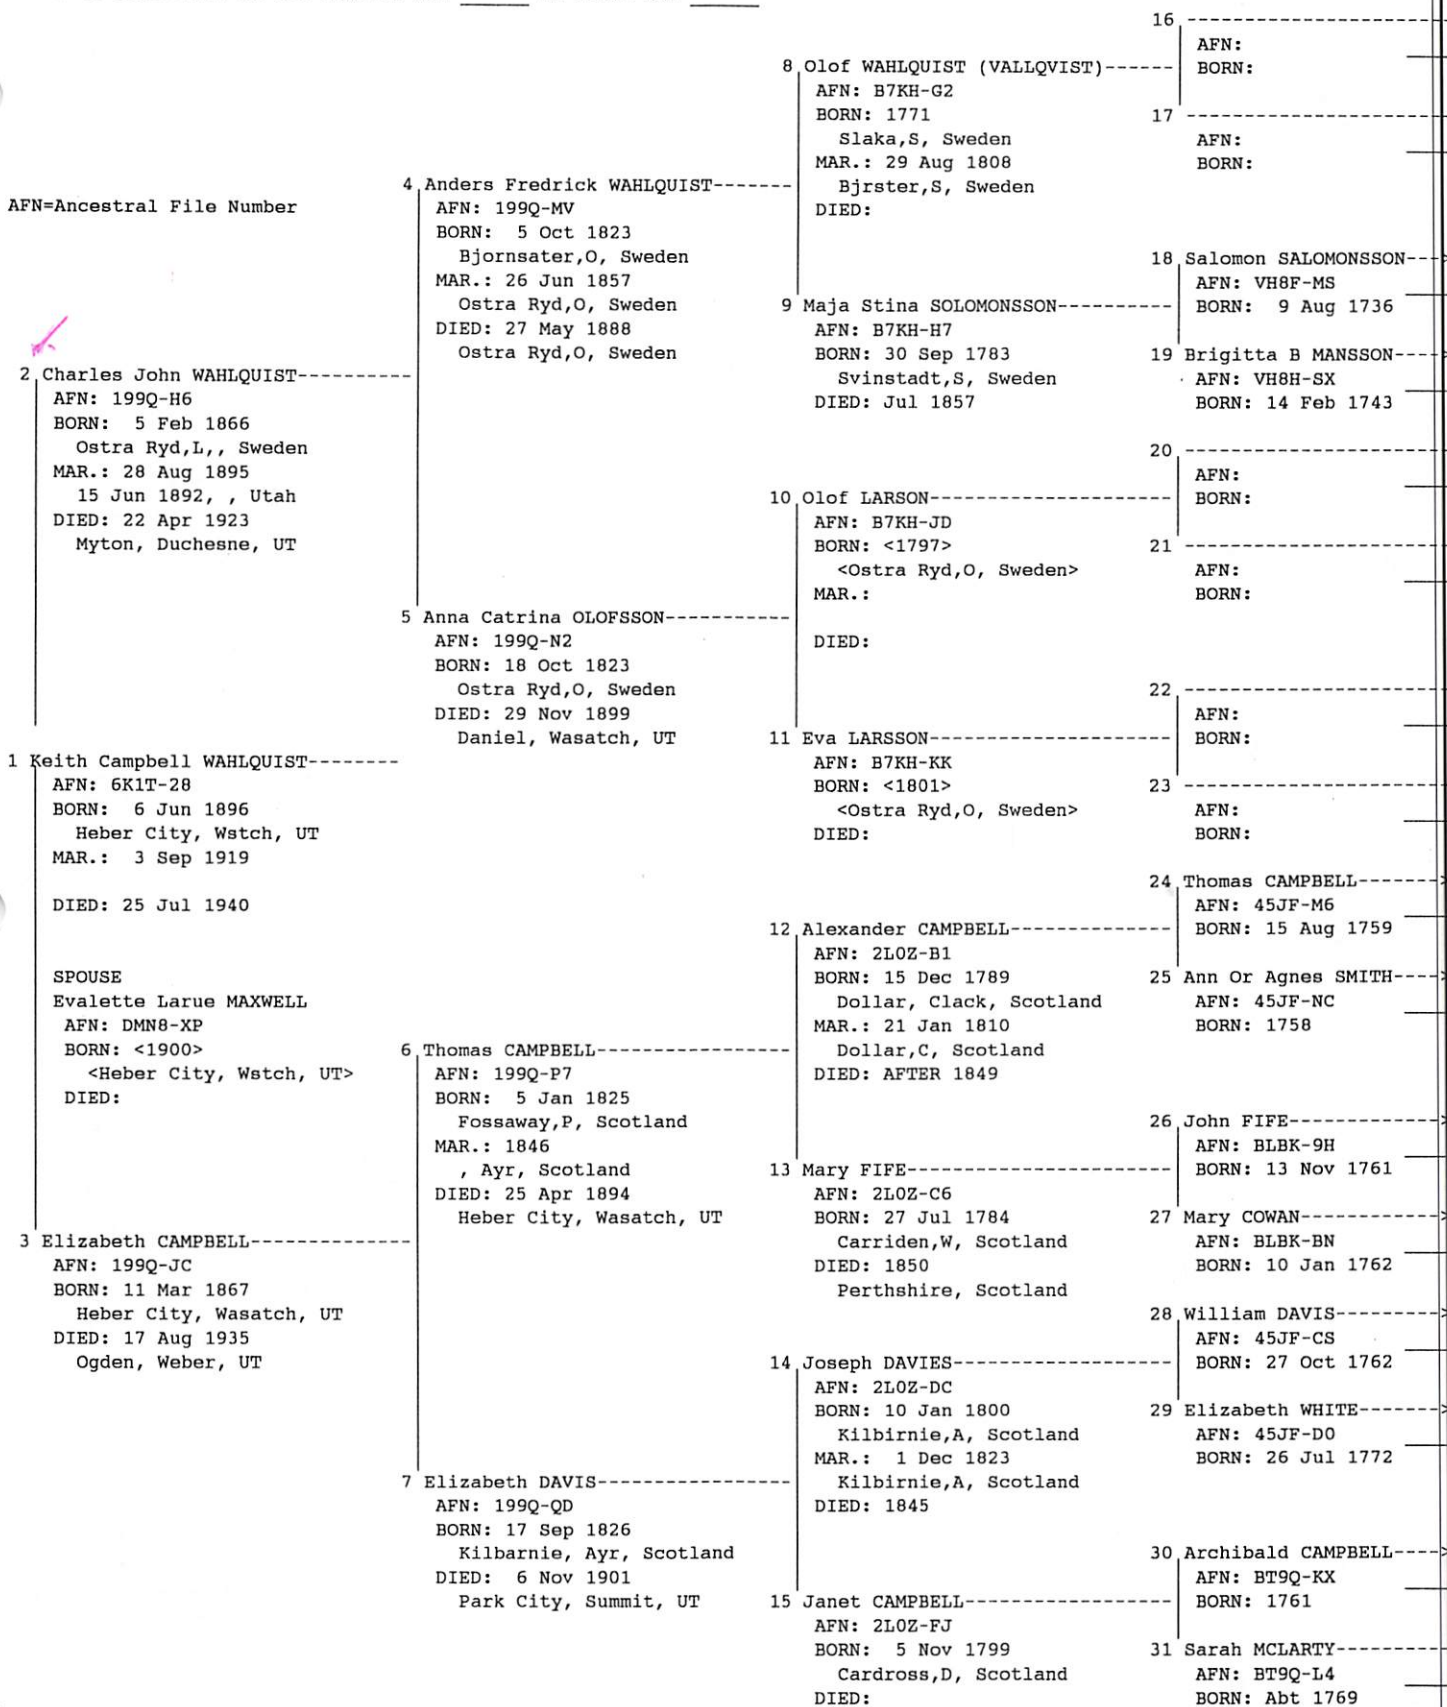 AFN=Ancestral File Number
2 Charles John WAHLQUIST----------
AFN: 199Q-H6
BORN: 5 Feb 1866
Ostra Ryd,L,, Sweden
MAR.: 28 Aug 1895
15 Jun 1892, , Utah
DIED: 22 Apr 1923
Myton, Duchesne, UT
1 Keith Campbell WAHLQUIST--------
AFN: 6K1T-28
BORN: 6 Jun 1896
Heber City, Wstch, UT
MAR.: 3 Sep 1919
DIED: 25 Jul 1940
SPOUSE
Evalette Larue MAXWELL
AFN: DMN8-XP
BORN: <1900>
<Heber City, Wstch, UT>
DIED:
3 Elizabeth CAMPBELL--------------
AFN: 199Q-JC
BORN: 11 Mar 1867
Heber City, Wasatch, UT
DIED: 17 Aug 1935
Ogden, Weber, UT
4 Anders Fredrick WAHLQUIST-------
AFN: 199Q-MV
BORN: 5 Oct 1823
Bjornsater,O, Sweden
MAR.: 26 Jun 1857
Ostra Ryd,O, Sweden
DIED: 27 May 1888
Ostra Ryd,O, Sweden
5 Anna Catrina OLOFSSON-----------
AFN: 199Q-N2
BORN: 18 Oct 1823
Ostra Ryd,O, Sweden
DIED: 29 Nov 1899
Daniel, Wasatch, UT
6 Thomas CAMPBELL-----------------
AFN: 199Q-P7
BORN: 5 Jan 1825
Fossaway,P, Scotland
MAR.: 1846
, Ayr, Scotland
DIED: 25 Apr 1894
Heber City, Wasatch, UT
7 Elizabeth DAVIS-----------------
AFN: 199Q-QD
BORN: 17 Sep 1826
Kilbarnie, Ayr, Scotland
DIED: 6 Nov 1901
Park City, Summit, UT
8 Olof WAHLQUIST (VALLQVIST)------
AFN: B7KH-G2
BORN: 1771
Slaka,S, Sweden
MAR.: 29 Aug 1808
Bjrster,S, Sweden
DIED:
9 Maja Stina SOLOMONSSON----------
AFN: B7KH-H7
BORN: 30 Sep 1783
Svinstadt,S, Sweden
DIED: Jul 1857
10 Olof LARSON---------------------
AFN: B7KH-JD
BORN: <1797>
<Ostra Ryd,O, Sweden>
MAR.:
DIED:
11 Eva LARSSON---------------------
AFN: B7KH-KK
BORN: <1801>
<Ostra Ryd,O, Sweden>
DIED:
12 Alexander CAMPBELL--------------
AFN: 2L0Z-B1
BORN: 15 Dec 1789
Dollar, Clack, Scotland
MAR.: 21 Jan 1810
Dollar,C, Scotland
DIED: AFTER 1849
13 Mary FIFE-----------------------
AFN: 2L0Z-C6
BORN: 27 Jul 1784
Carriden,W, Scotland
DIED: 1850
Perthshire, Scotland
14 Joseph DAVIES-------------------
AFN: 2L0Z-DC
BORN: 10 Jan 1800
Kilbirnie,A, Scotland
MAR.: 1 Dec 1823
Kilbirnie,A, Scotland
DIED: 1845
15 Janet CAMPBELL------------------
AFN: 2L0Z-FJ
BORN: 5 Nov 1799
Cardross,D, Scotland
DIED:
16 ----------------------
AFN:
BORN:
17 ----------------------
AFN:
BORN:
18 Salomon SALOMONSSON--->
AFN: VH8F-MS
BORN: 9 Aug 1736
19 Brigitta B MANSSON---->
AFN: VH8H-SX
BORN: 14 Feb 1743
20 ----------------------
AFN:
BORN:
21 ----------------------
AFN:
BORN:
22 ----------------------
AFN:
BORN:
23 ----------------------
AFN:
BORN:
24 Thomas CAMPBELL------->
AFN: 45JF-M6
BORN: 15 Aug 1759
25 Ann Or Agnes SMITH---->
AFN: 45JF-NC
BORN: 1758
26 John FIFE------------->
AFN: BLBK-9H
BORN: 13 Nov 1761
27 Mary COWAN------------>
AFN: BLBK-BN
BORN: 10 Jan 1762
28 William DAVIS--------->
AFN: 45JF-CS
BORN: 27 Oct 1762
29 Elizabeth WHITE------->
AFN: 45JF-D0
BORN: 26 Jul 1772
30 Archibald CAMPBELL---->
AFN: BT9Q-KX
BORN: 1761
31 Sarah MCLARTY---------
AFN: BT9Q-L4
BORN: Abt 1769